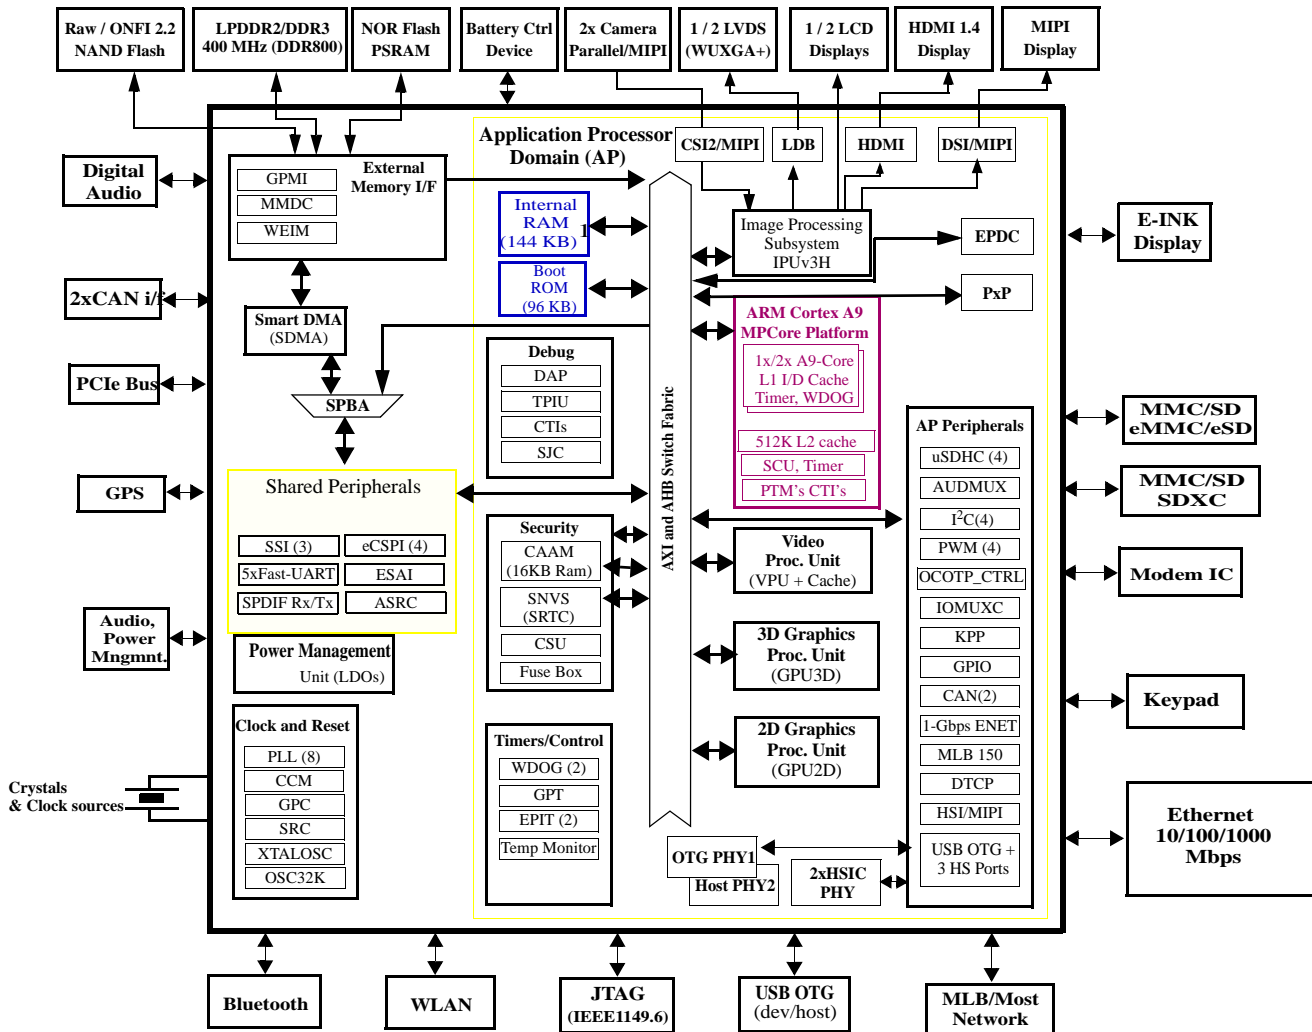 Raw / ONFI 2.2
NAND Flash
LPDDR2/DDR3
400 MHz (DDR800)
NOR Flash
PSRAM
Battery Ctrl
Device
2x Camera
Parallel/MIPI
1 / 2 LVDS
(WUXGA+)
1 / 2 LCD
Displays
HDMI 1.4
Display
MIPI
Display
Application Processor
Domain (AP)
CSI2/MIPI
LDB
HDMI
DSI/MIPI
External
Memory I/F
GPMI
MMDC
WEIM
Digital
Audio
Internal
RAM
(144 KB)
1
Image Processing
Subsystem
IPUv3H
EPDC
E-INK
Display
Boot
ROM
(96 KB)
2xCAN i/f
PxP
Smart DMA
(SDMA)
ARM Cortex A9
MPCore Platform
1x/2x A9-Core
L1 I/D Cache
Timer, WDOG
512K L2 cache
SCU, Timer
PTM's CTI's
Debug
DAP
TPIU
CTIs
SJC
PCIe Bus
SPBA
AXI and AHB Switch Fabric
AP Peripherals
uSDHC (4)
AUDMUX
I2C(4)
PWM (4)
OCOTP_CTRL
IOMUXC
KPP
GPIO
CAN(2)
1-Gbps ENET
MLB 150
DTCP
HSI/MIPI
USB OTG +
3 HS Ports
MMC/SD
eMMC/eSD
MMC/SD
SDXC
GPS
Shared Peripherals
SSI (3)
eCSPI (4)
5xFast-UART
ESAI
SPDIF Rx/Tx
ASRC
Security
CAAM
(16KB Ram)
SNVS
(SRTC)
CSU
Fuse Box
Video
Proc. Unit
(VPU + Cache)
Modem IC
Audio,
Power
Mngmnt.
Power Management
Unit (LDOs)
3D Graphics
Proc. Unit
(GPU3D)
Keypad
Clock and Reset
PLL (8)
CCM
GPC
SRC
XTALOSC
OSC32K
Timers/Control
WDOG (2)
GPT
EPIT (2)
Temp Monitor
2D Graphics
Proc. Unit
(GPU2D)
Crystals
& Clock sources
Ethernet
10/100/1000
Mbps
OTG PHY1
Host PHY2
2xHSIC
PHY
Bluetooth
WLAN
JTAG
(IEEE1149.6)
USB OTG
(dev/host)
MLB/Most
Network